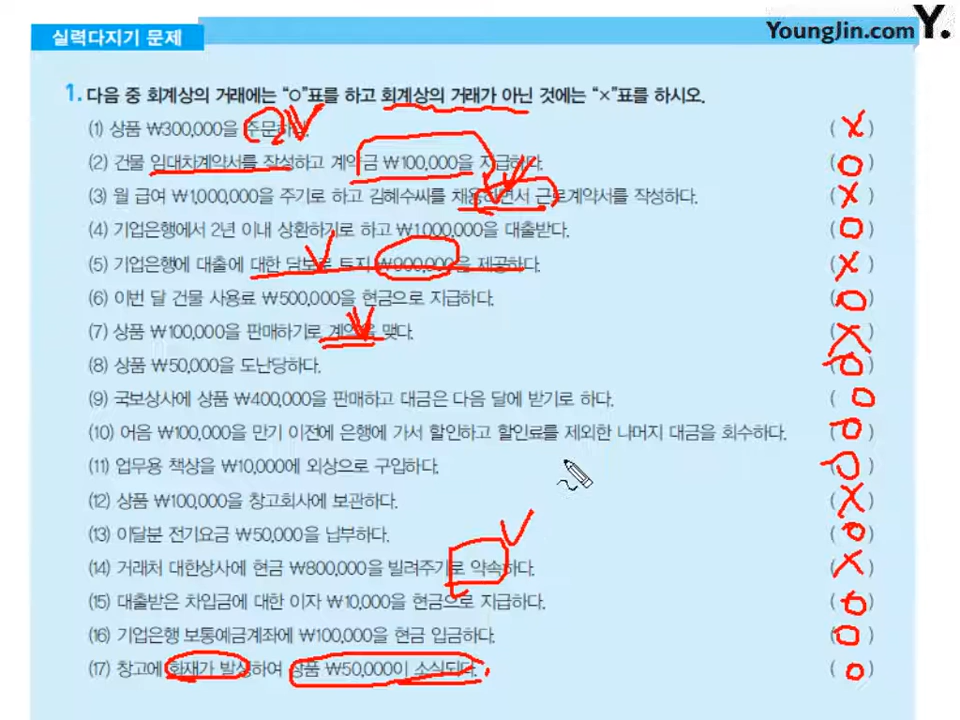 YoungJin.com Y.
실력다지기 문제
1. 다음 중 회계상의 거래에는 “○”표를 하고 회계상의 거래가 아닌 것에는 “×”표를 하시오.
(1) 상품 ₩300,000을 주문하다. ( X )
(2) 건물 임대차계약서를 작성하고 계약금 ₩100,000을 지급하다. ( O )
(3) 월 급여 ₩1,000,000을 주기로 하고 김혜수씨를 채용하면서 근로계약서를 작성하다. ( X )
(4) 기업은행에서 2년 이내 상환하기로 하고 ₩1,000,000을 대출받다. ( O )
(5) 기업은행에 대출에 대한 담보로 토지 ₩900,000을 제공하다. ( X )
(6) 이번 달 건물 사용료 ₩500,000을 현금으로 지급하다. ( O )
(7) 상품 ₩100,000을 판매하기로 계약을 맺다. ( X )
(8) 상품 ₩50,000을 도난당하다. ( O )
(9) 국보상사에 상품 ₩400,000을 판매하고 대금은 다음 달에 받기로 하다. ( O )
(10) 어음 ₩100,000을 만기 이전에 은행에 가서 할인하고 할인료를 제외한 나머지 대금을 회수하다. ( O )
(11) 업무용 책상을 ₩10,000에 외상으로 구입하다. ( O )
(12) 상품 ₩100,000을 창고회사에 보관하다. ( X )
(13) 이달분 전기요금 ₩50,000을 납부하다. ( O )
(14) 거래처 대한상사에 현금 ₩800,000을 빌려주기로 약속하다. ( X )
(15) 대출받은 차입금에 대한 이자 ₩10,000을 현금으로 지급하다. ( O )
(16) 기업은행 보통예금계좌에 ₩100,000을 현금 입금하다. ( O )
(17) 창고에 화재가 발생하여 상품 ₩50,000이 소실되다. ( O )